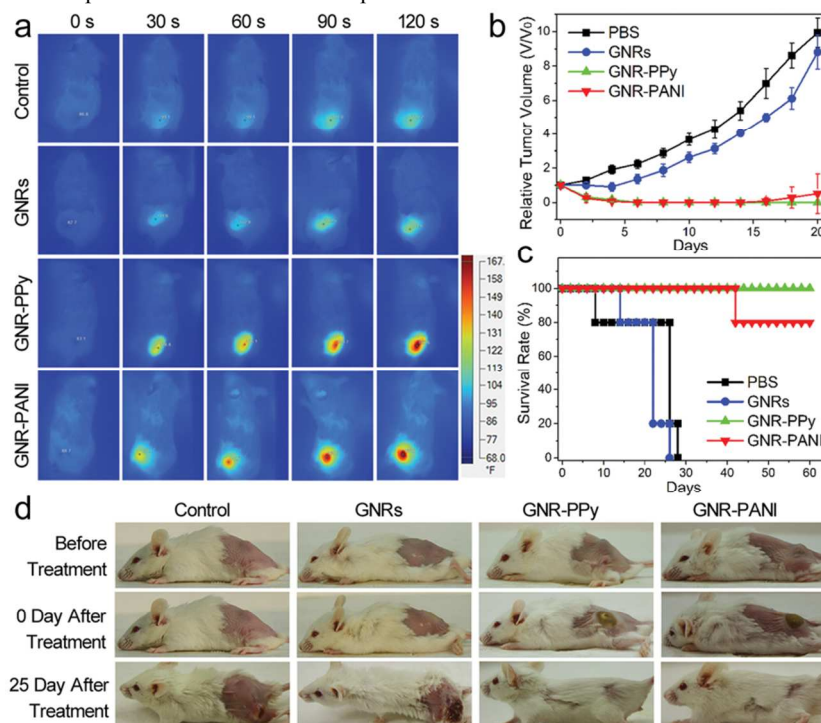 a
0 s 30 s 60 s 90 s 120 s
Control
GNRs
GNR-PPy
GNR-PANI
167.
158
149
140
131
122
113
104
95
86
77
68.0
°F
b
Relative Tumor Volume (V/V₀)
10
8
6
4
2
0
PBS
GNRs
GNR-PPy
GNR-PANI
0 5 10 15 20
Days
c
Survival Rate (%)
100
80
60
40
20
0
PBS
GNRs
GNR-PPy
GNR-PANI
0 10 20 30 40 50 60
Days
d
Control GNRs GNR-PPy GNR-PANI
Before
Treatment
0 Day After
Treatment
25 Day After
Treatment